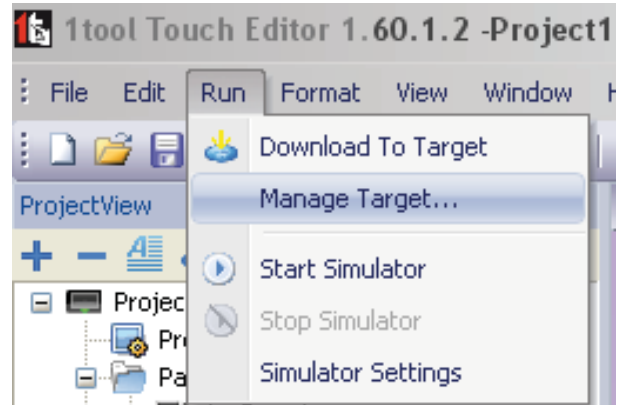 1tool Touch Editor 1.60.1.2 -Project1
File Edit Run Format View Window
Download To Target
ProjectView
Manage Target...
Start Simulator
Projec
Stop Simulator
Pr
Pa
Simulator Settings